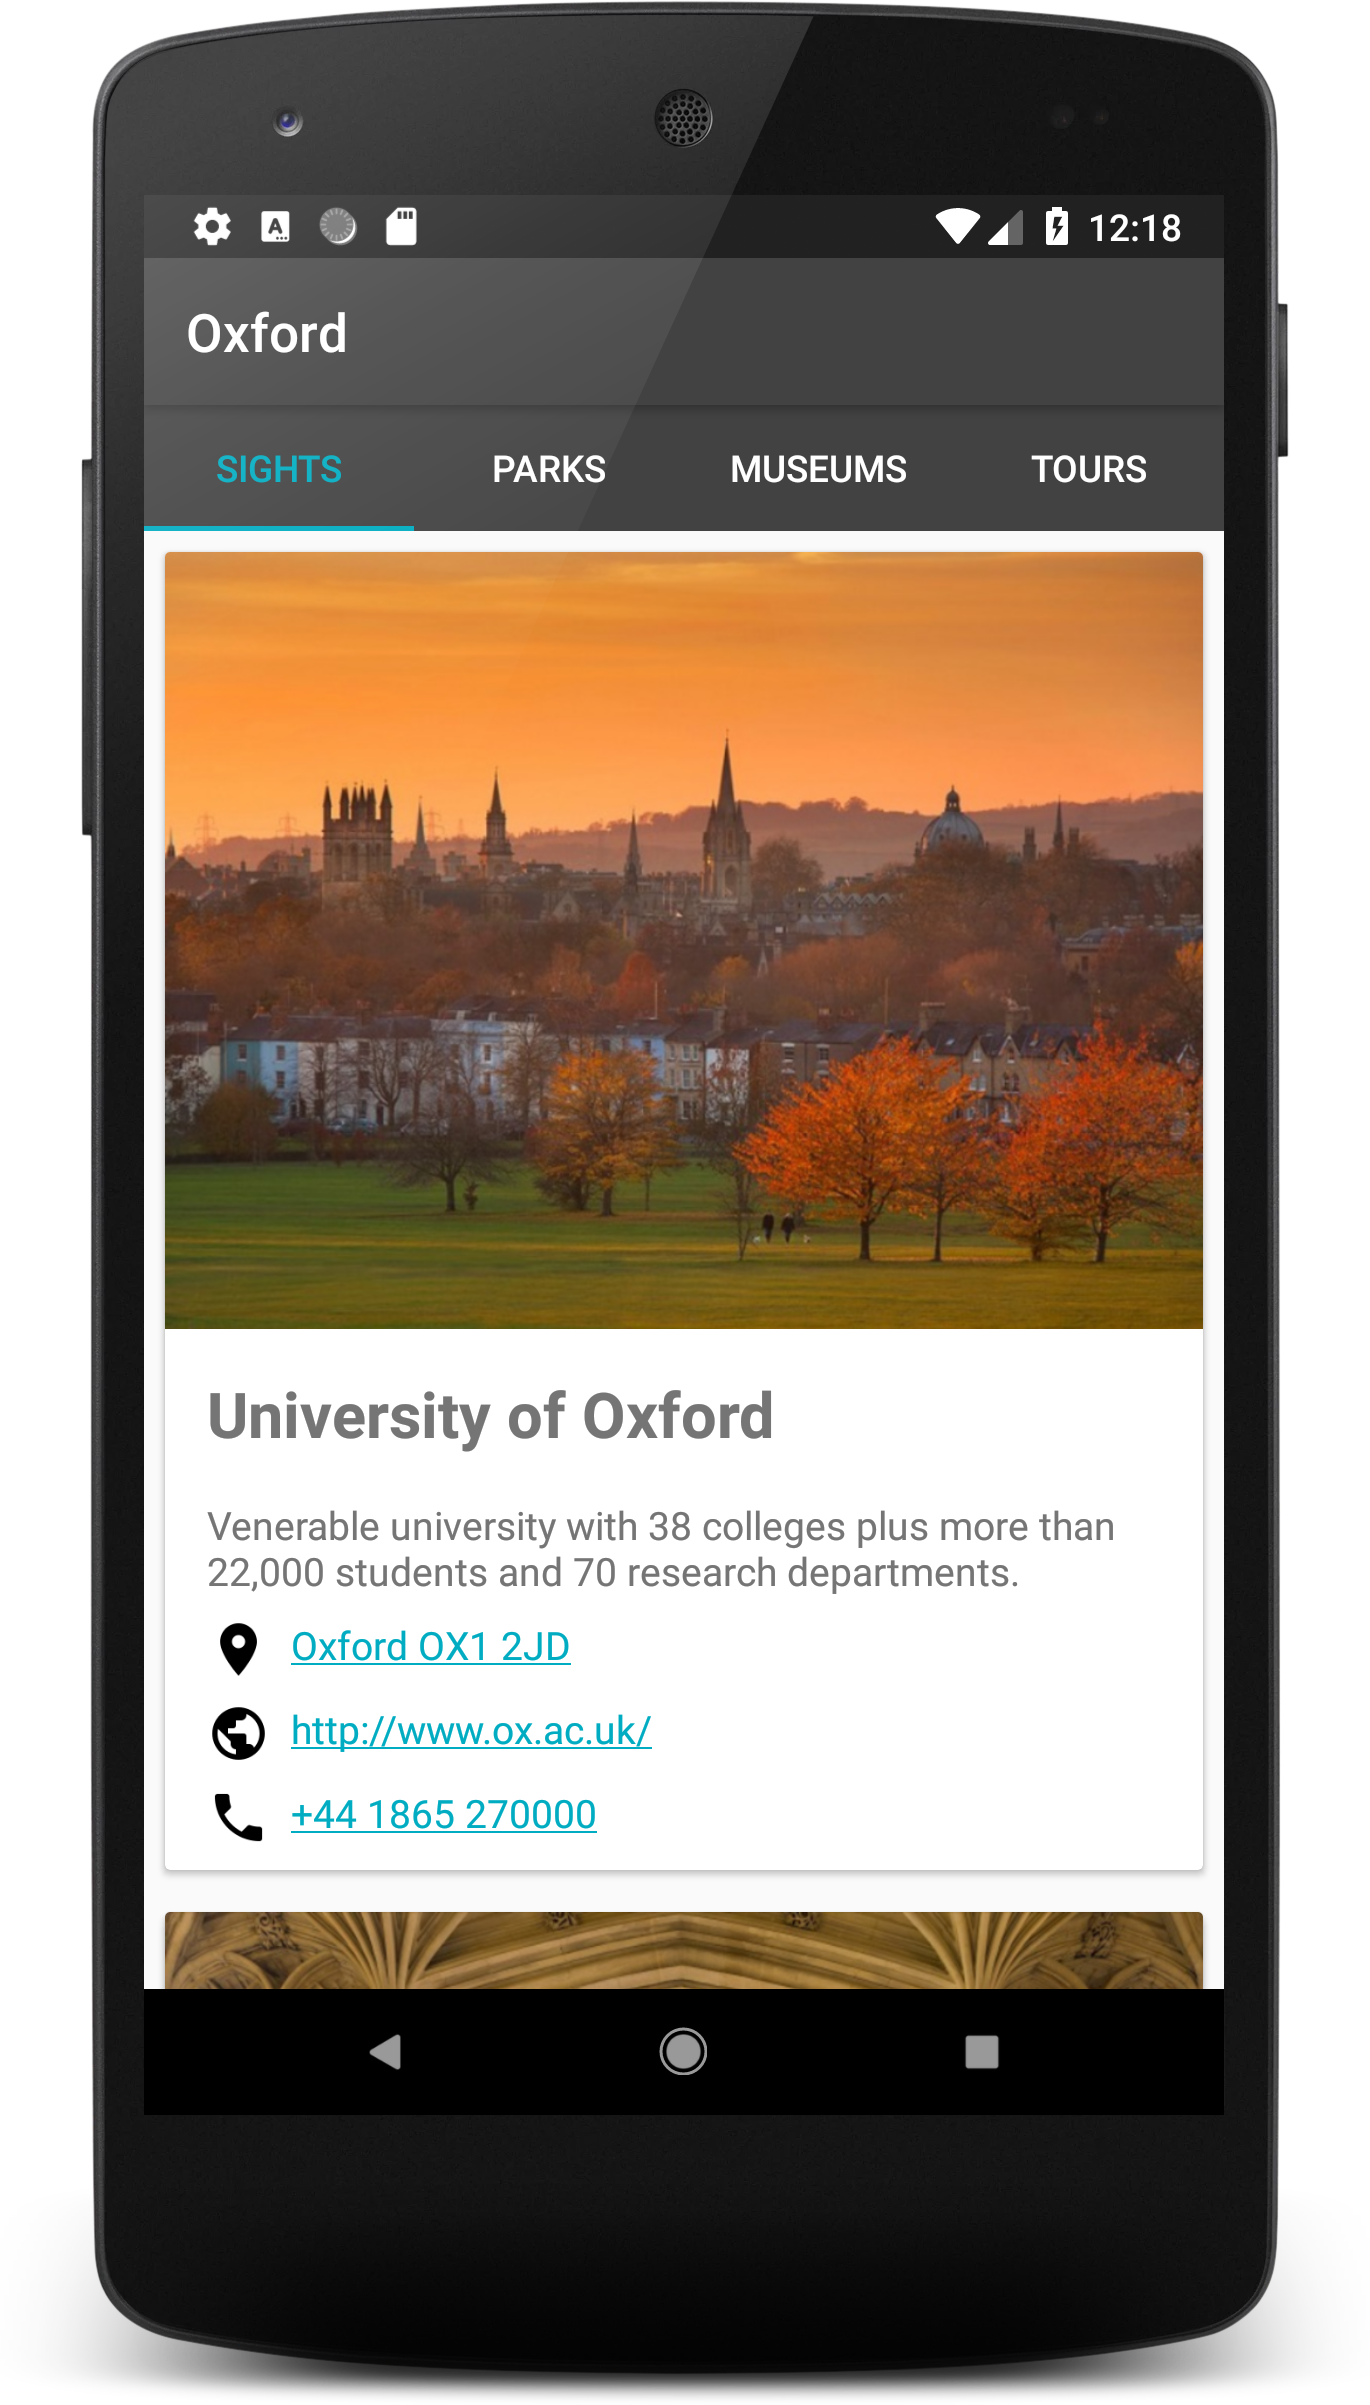 12:18
Oxford
SIGHTS PARKS MUSEUMS TOURS
University of Oxford
Venerable university with 38 colleges plus more than
22,000 students and 70 research departments.
Oxford OX1 2JD
http://www.ox.ac.uk/
+44 1865 270000